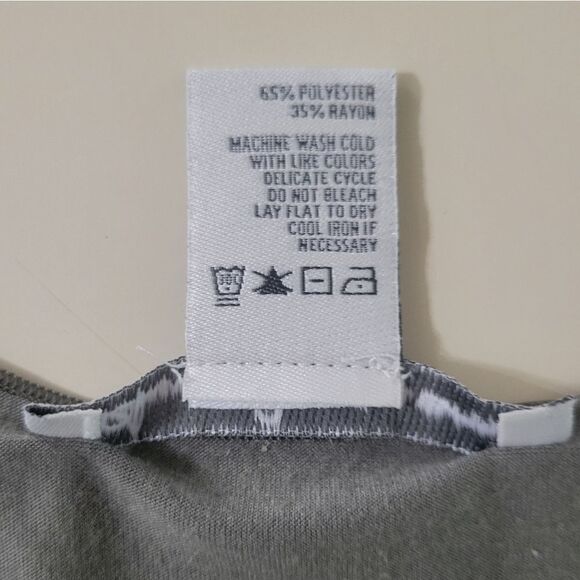 65% POLYESTER
35% RAYON
MACHINE WASH COLD
WITH LIKE COLORS
DELICATE CYCLE
DO NOT BLEACH
LAY FLAT TO DRY
COOL IRON IF
NECESSARY